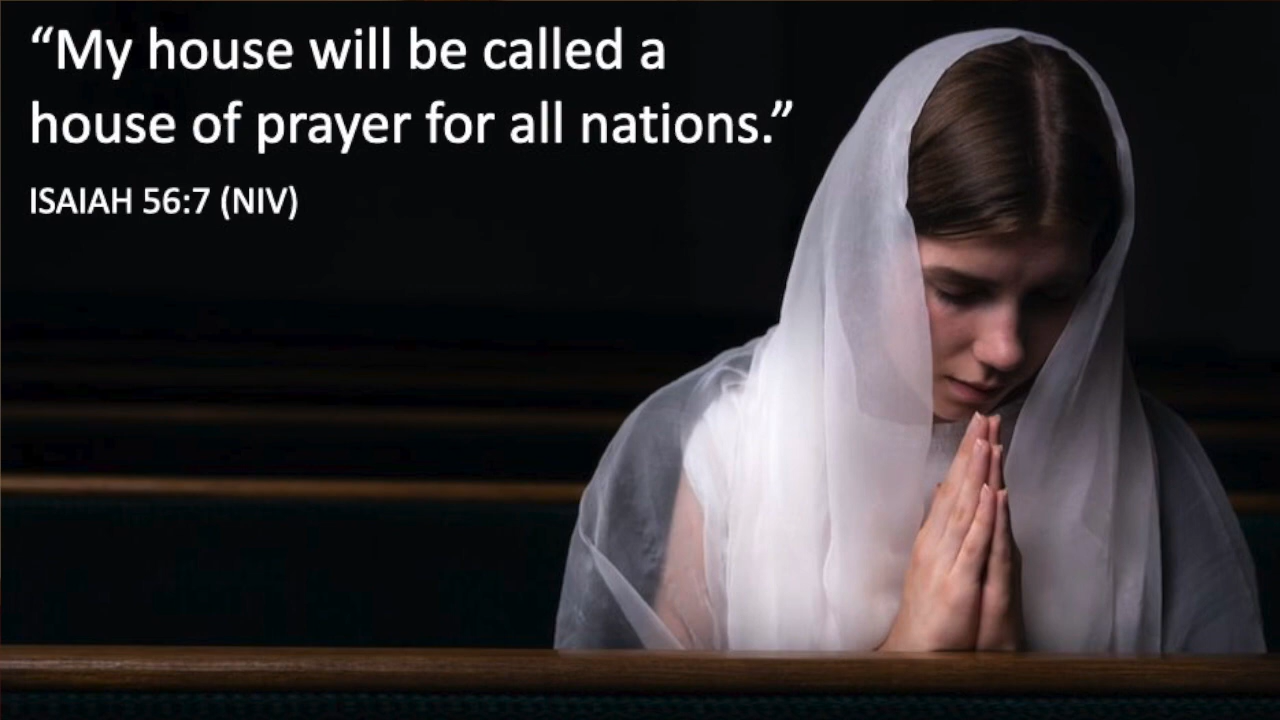 “My house will be called a
house of prayer for all nations.”
ISAIAH 56:7 (NIV)